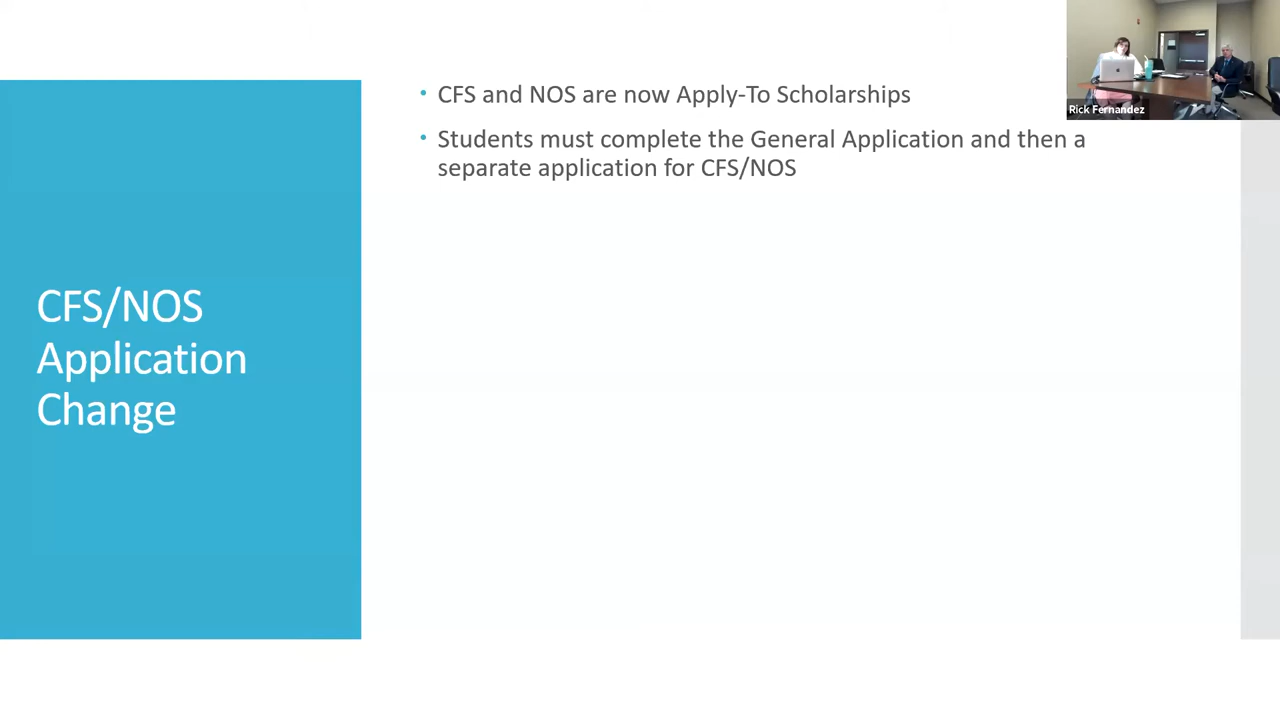 CFS/NOS
Application
Change
• CFS and NOS are now Apply-To Scholarships
• Students must complete the General Application and then a
separate application for CFS/NOS
Rick Fernandez